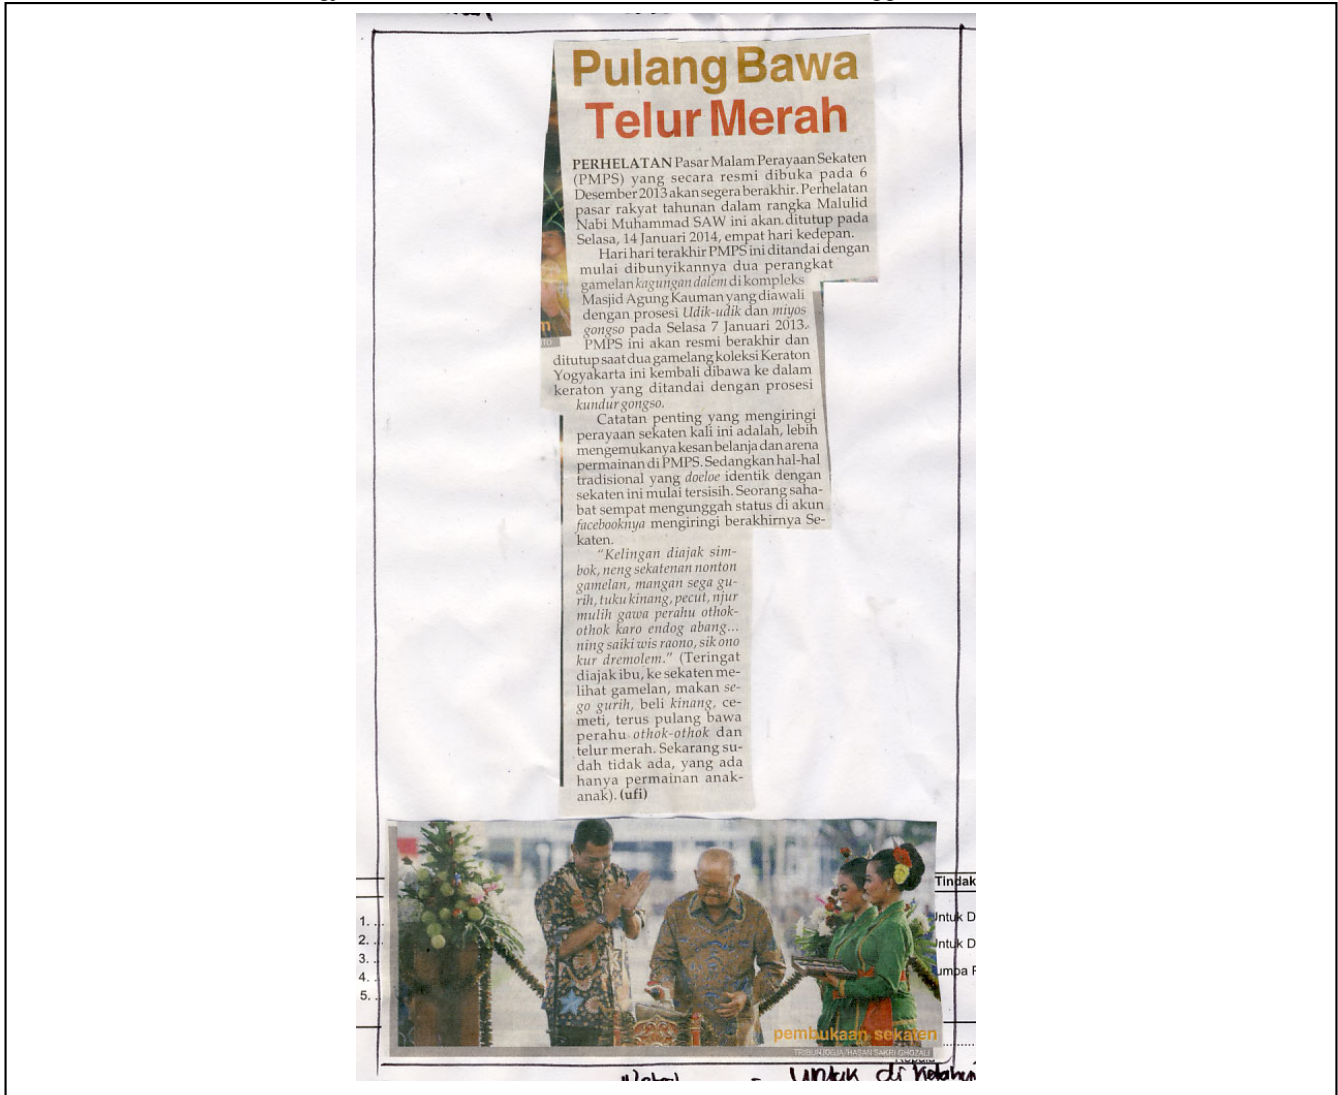 Pulang Bawa
Telur Merah
PERHELATAN Pasar Malam Perayaan Sekaten
(PMPS) yang secara resmi dibuka pada 6
Desember 2013 akan segera berakhir. Perhelatan
pasar rakyat tahunan dalam rangka Malulid
Nabi Muhammad SAW ini akan ditutup pada
Selasa, 14 Januari 2014, empat hari kedepan.
Hari hari terakhir PMPS ini ditandai dengan
mulai dibunyikannya dua perangkat
gamelan kagungan dalem di kompleks
Masjid Agung Kauman yang diawali
dengan prosesi Udik-udik dan miyos
gongso pada Selasa 7 Januari 2013.
PMPS ini akan resmi berakhir dan
ditutup saat dua gamelang koleksi Keraton
Yogyakarta ini kembali dibawa ke dalam
keraton yang ditandai dengan prosesi
kundur gongso.
Catatan penting yang mengiringi
perayaan sekaten kali ini adalah, lebih
mengemukanya kesan belanja dan arena
permainan di PMPS. Sedangkan hal-hal
tradisional yang doeloe identik dengan
sekaten ini mulai tersisih. Seorang saha-
bat sempat mengunggah status di akun
facebooknya mengiringi berakhirnya Se-
katen.
"Kelingan diajak sim-
bok, neng sekatenan nonton
gamelan, mangan sega gu-
rih, tuku kinang, pecut, njur
mulih gawa perahu othok-
othok karo endog abang...
ning saiki wis raono, sik ono
kur dremolem." (Teringat
diajak ibu, ke sekaten me-
lihat gamelan, makan se-
go gurih, beli kinang, ce-
meti, terus pulang bawa
perahu othok-othok dan
telur merah. Sekarang su-
dah tidak ada, yang ada
hanya permainan anak-
anak). (ufi)
Tindak
1. ..
2. ..
3. ..
4. ..
5. ..
Untuk D
Untuk D
pembukaan sekaten
TRIBUN JOGJA/HASAN SAKRI GHOZALI
untuk di